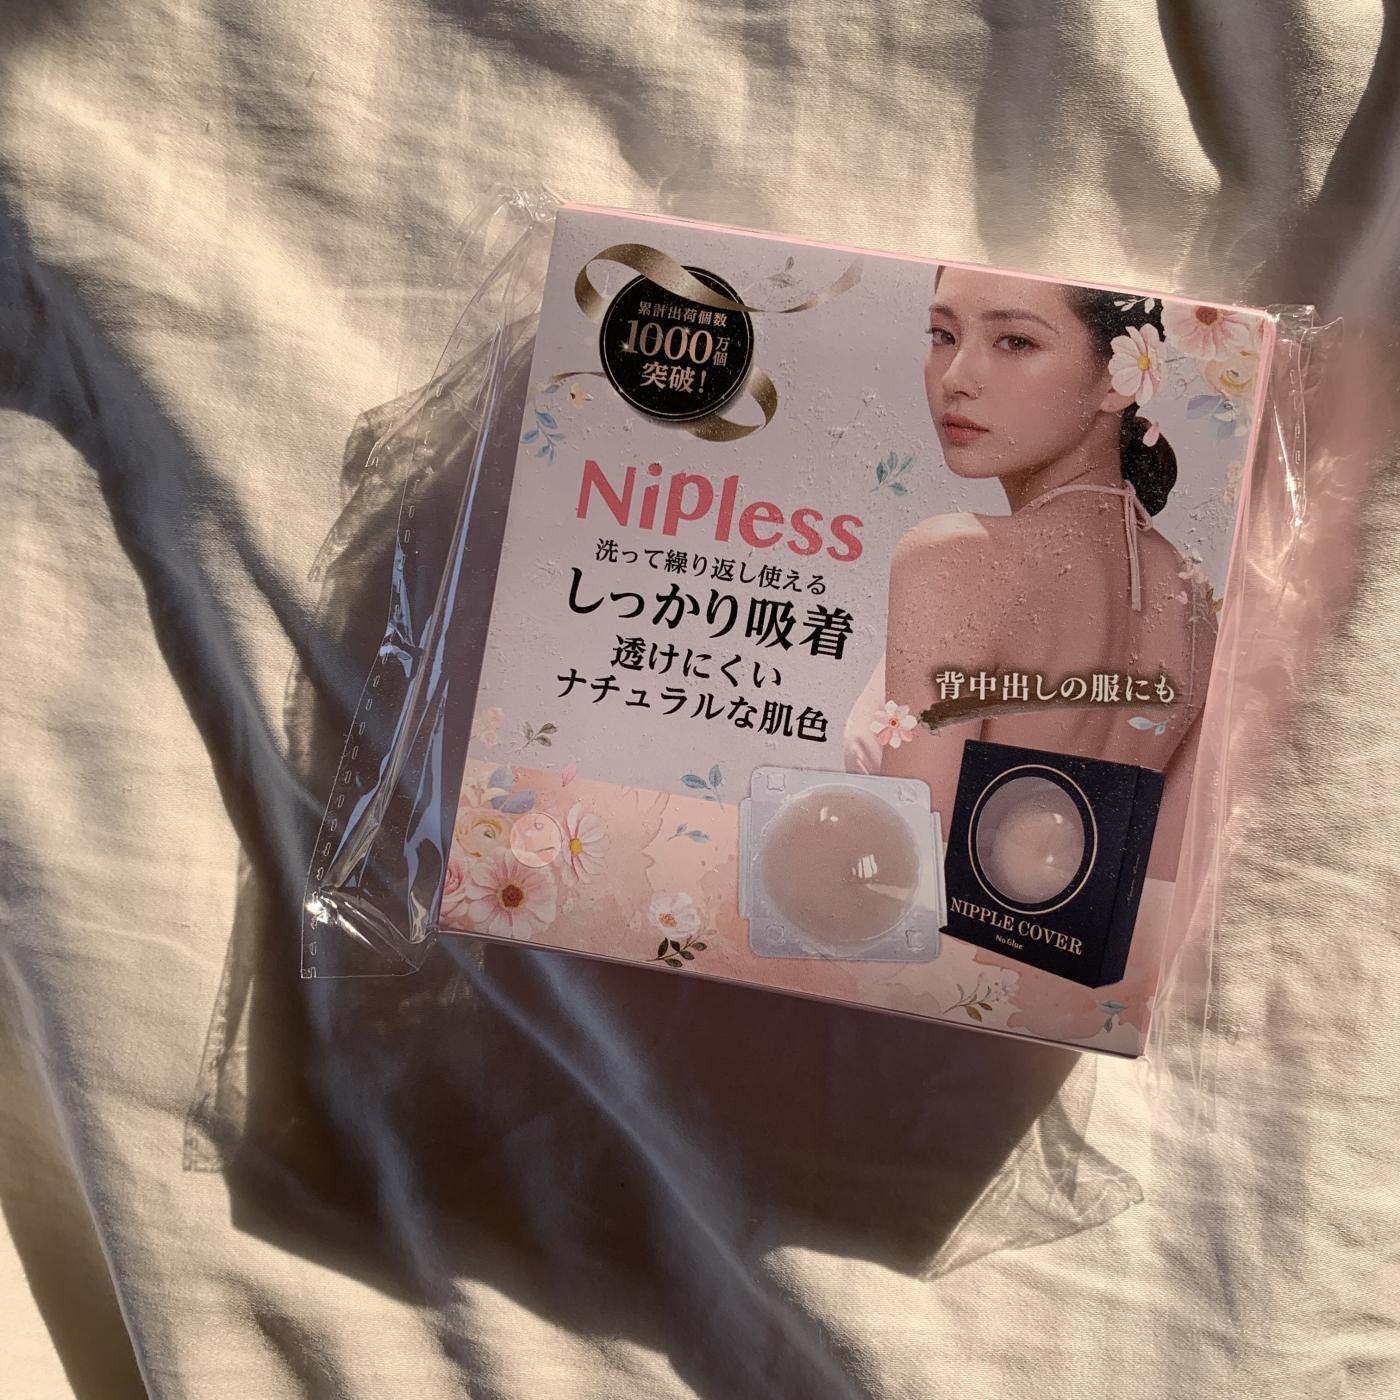 累計出荷個数
1000万個
突破!
Nipless
洗って繰り返し使える
しっかり吸着
透けにくい
ナチュラルな肌色
背中出しの服にも
NIPPLE COVER
No Glue